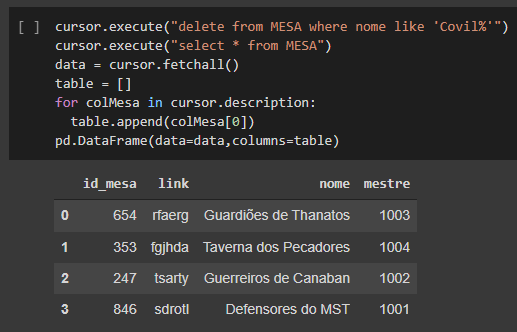 [ ] cursor.execute("delete from MESA where nome like 'Covil%'")
cursor.execute("select * from MESA")
data = cursor.fetchall()
table = []
for colMesa in cursor.description:
  table.append(colMesa[0])
pd.DataFrame(data=data,columns=table)
id_mesa link nome mestre
0 654 rfaerg Guardiões de Thanatos 1003
1 353 fgjhda Taverna dos Pecadores 1004
2 247 tsarty Guerreiros de Canaban 1002
3 846 sdrotl Defensores do MST 1001